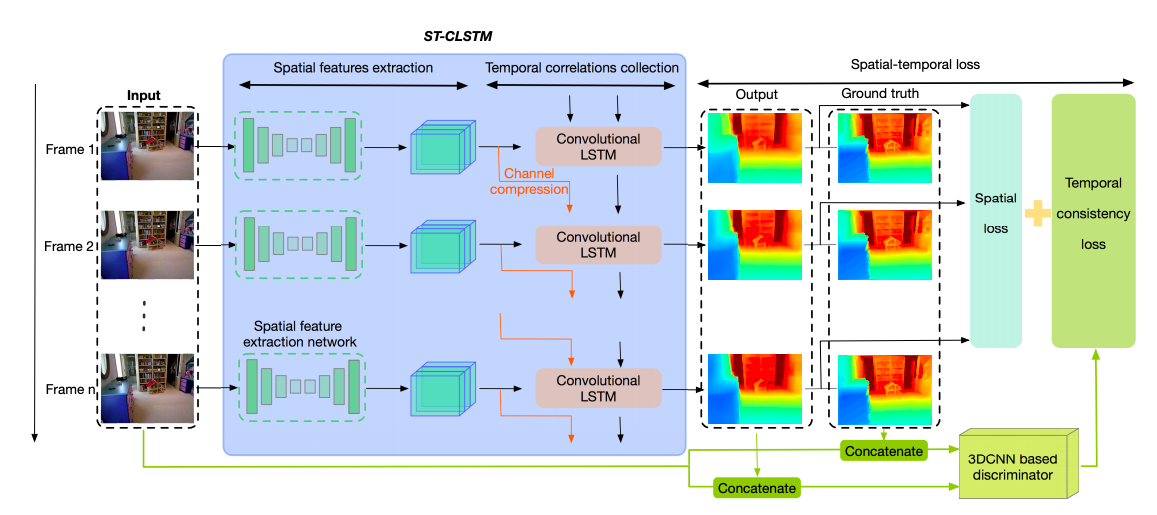 ST-CLSTM
Spatial features extraction
Temporal correlations collection
Spatial-temporal loss
Input
Output
Ground truth
Frame 1
Convolutional
LSTM
Channel
compression
Frame 2
Convolutional
LSTM
Spatial
loss
Temporal
consistency
loss
Spatial feature
extraction network
Frame n
Convolutional
LSTM
Concatenate
Concatenate
3DCNN based
discriminator